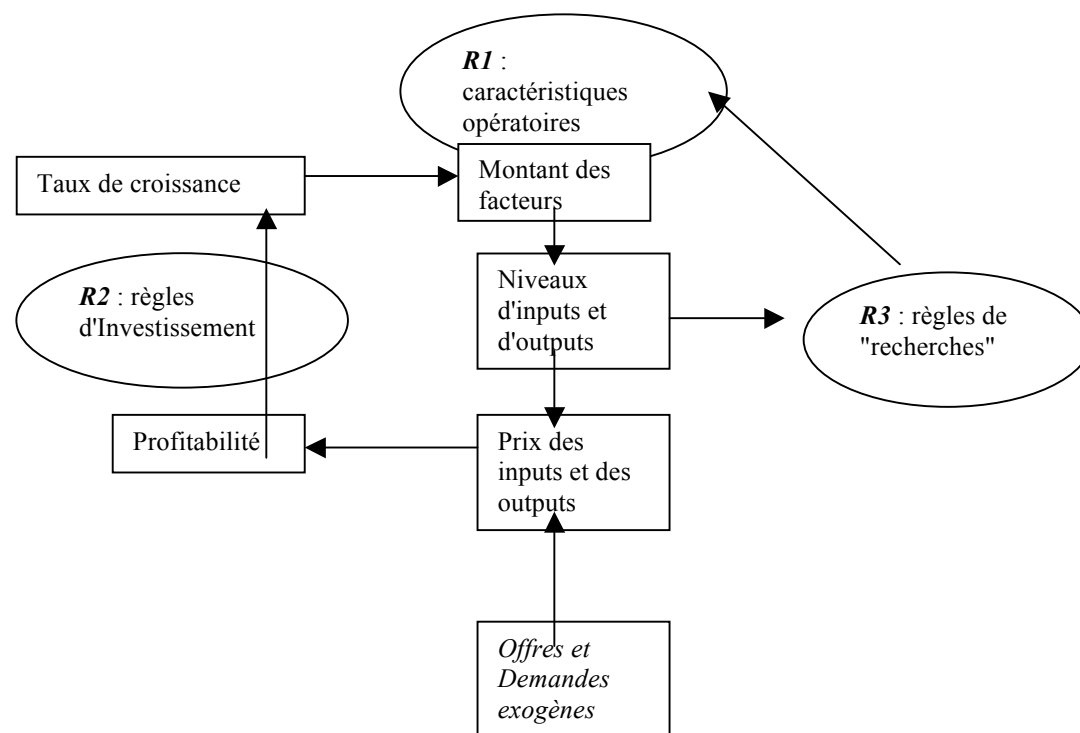 R1 :
caractéristiques
opératoires
Taux de croissance
Montant des
facteurs
R2 : règles
d'Investissement
Niveaux
d'inputs et
d'outputs
R3 : règles de
"recherches"
Profitabilité
Prix des
inputs et des
outputs
Offres et
Demandes
exogènes